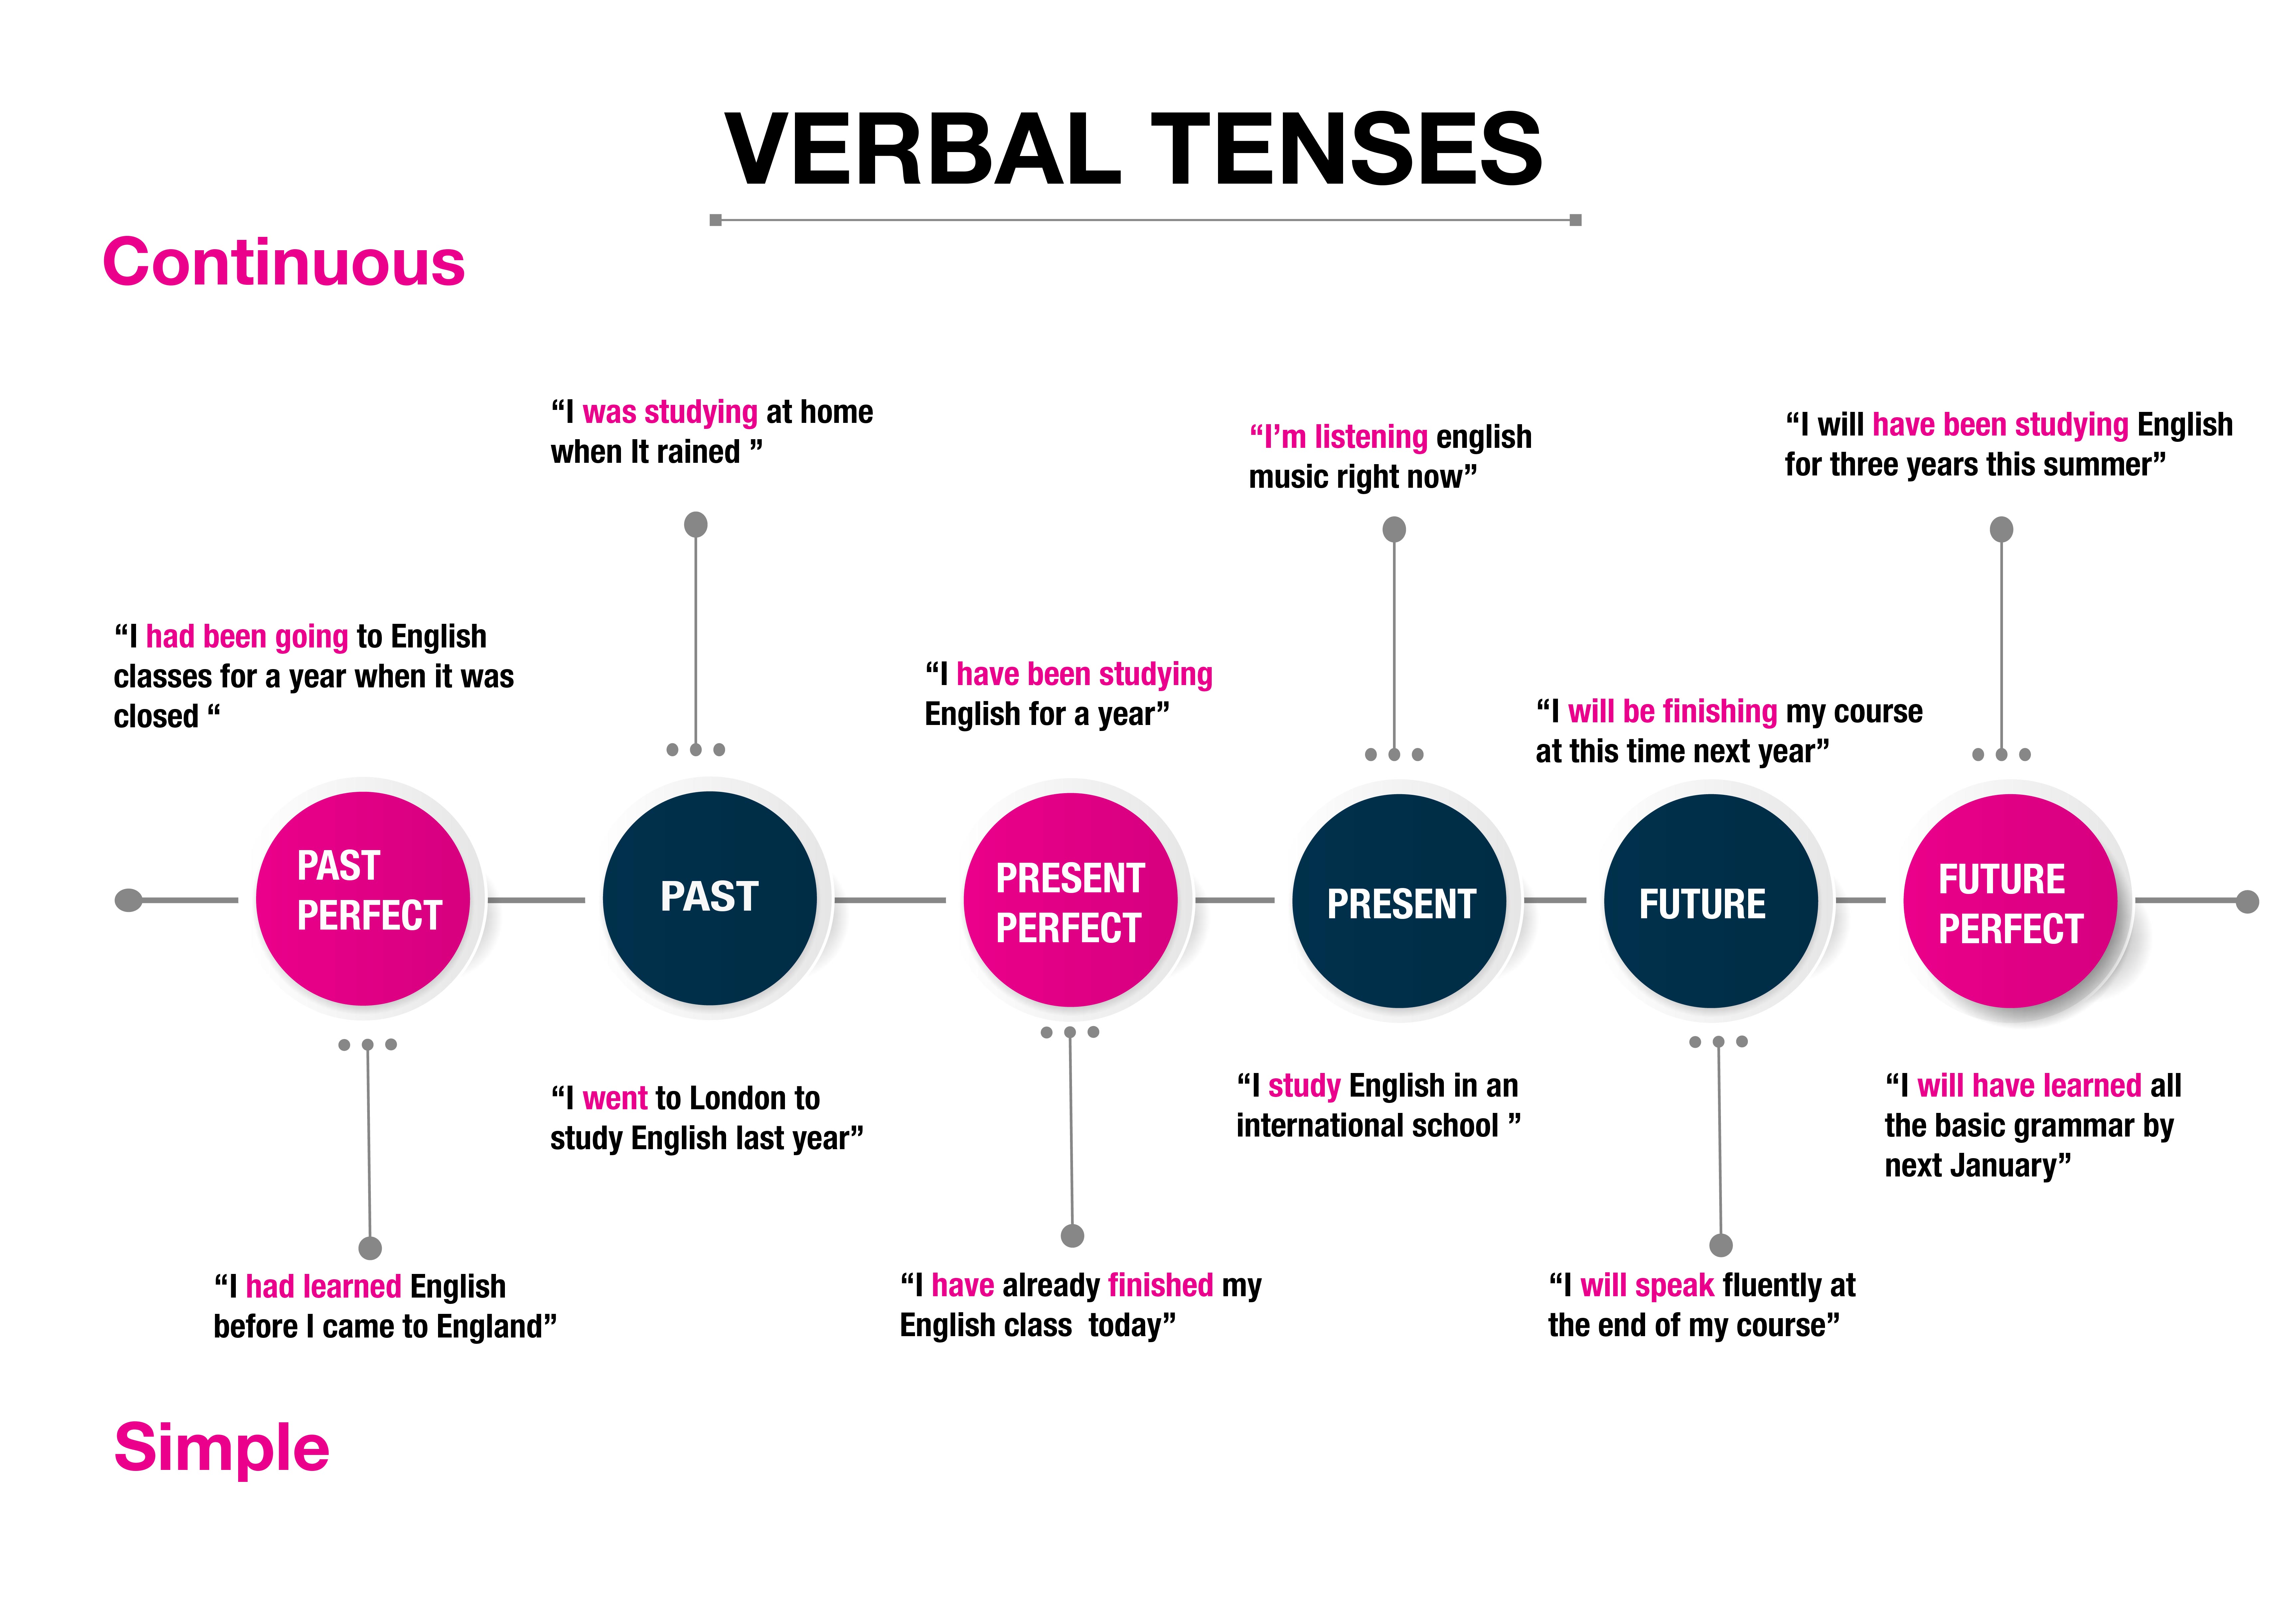 VERBAL TENSES
Continuous
“I was studying at home
when It rained ”
“I’m listening english
music right now”
“I will have been studying English
for three years this summer”
“I had been going to English
classes for a year when it was
closed “
“I have been studying
English for a year”
“I will be finishing my course
at this time next year”
PAST
PERFECT
PAST
PRESENT
PERFECT
PRESENT
FUTURE
FUTURE
PERFECT
“I went to London to
study English last year”
“I study English in an
international school ”
“I will have learned all
the basic grammar by
next January”
“I had learned English
before I came to England”
“I have already finished my
English class  today”
“I will speak fluently at
the end of my course”
Simple